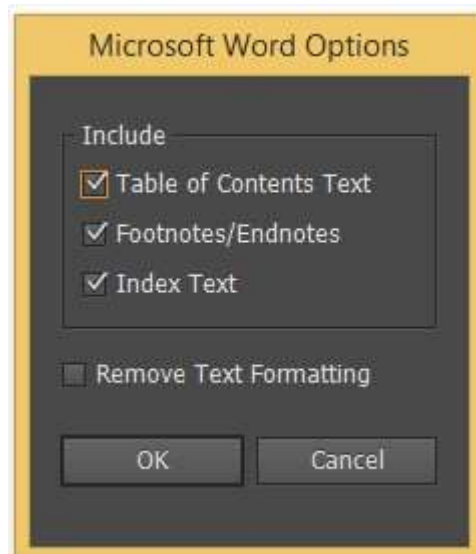 Microsoft Word Options
Include
Table of Contents Text
Footnotes/Endnotes
Index Text
Remove Text Formatting
OK Cancel